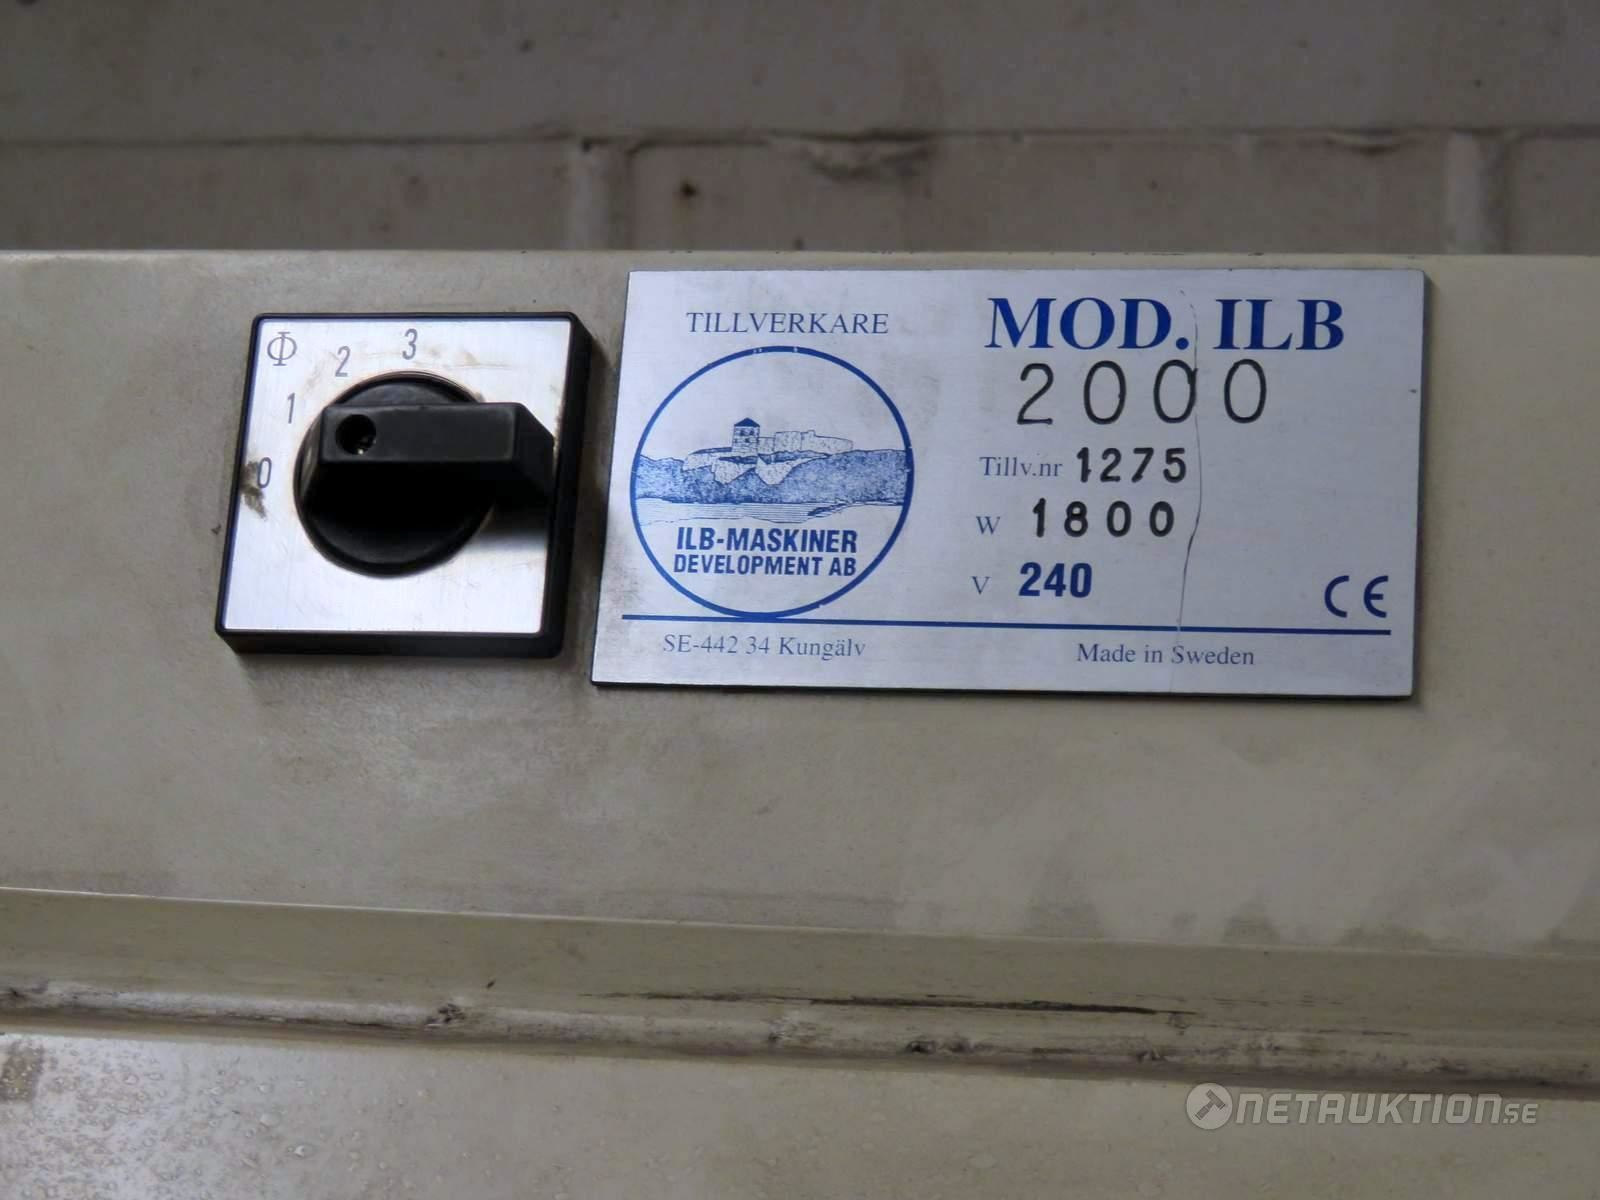 Φ
0
1
2
3
TILLVERKARE
ILB-MASKINER
DEVELOPMENT AB
MOD. ILB
2000
Tillv.nr 1275
W 1800
V 240
CE
SE-442 34 Kungälv
Made in Sweden
NETAUKTION.SE